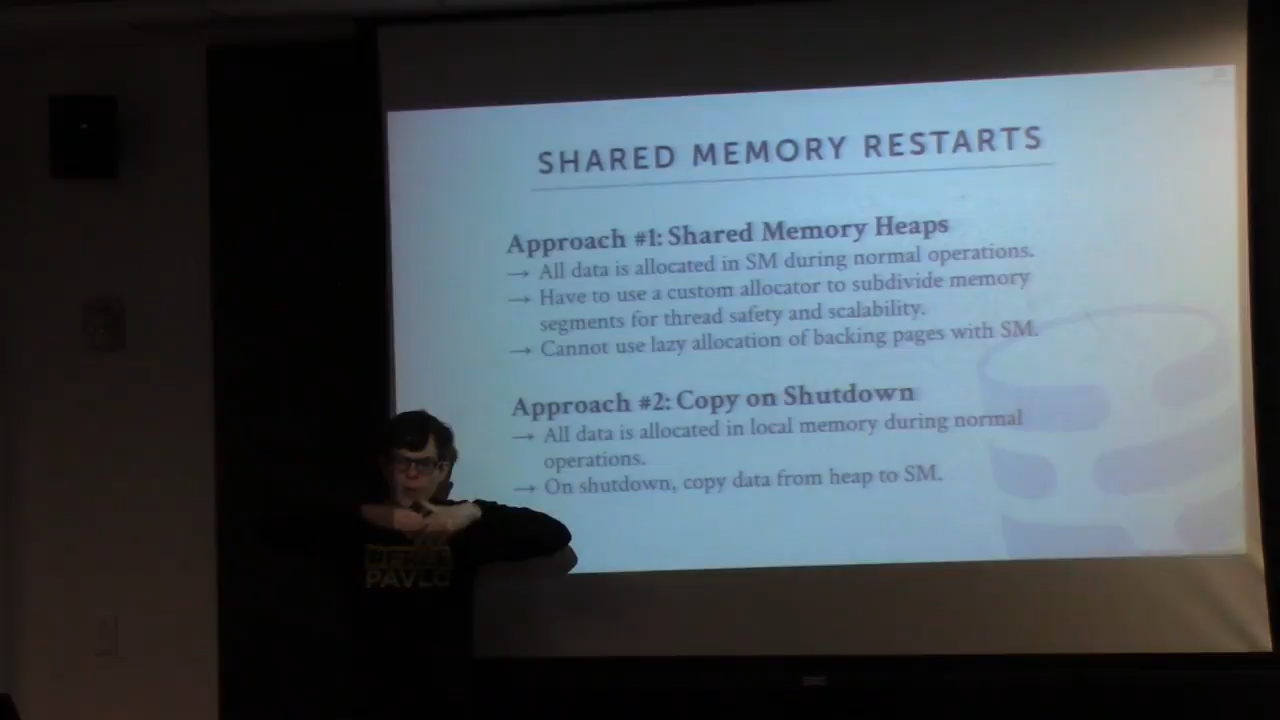 SHARED MEMORY RESTARTS
Approach #1: Shared Memory Heaps
→ All data is allocated in SM during normal operations.
→ Have to use a custom allocator to subdivide memory
segments for thread safety and scalability.
→ Cannot use lazy allocation of backing pages with SM.
Approach #2: Copy on Shutdown
→ All data is allocated in local memory during normal
operations.
→ On shutdown, copy data from heap to SM.
#FREE
PAVLO